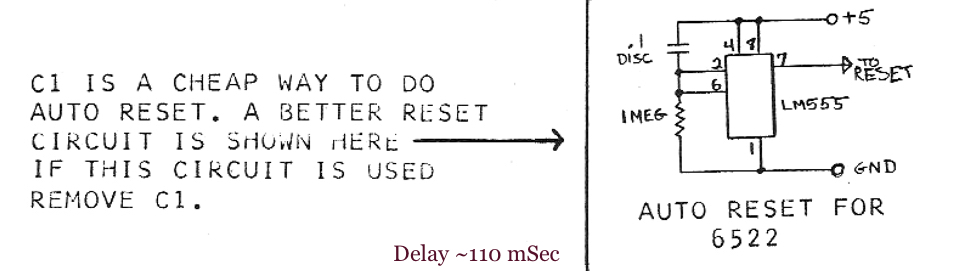 C1 IS A CHEAP WAY TO DO
AUTO RESET. A BETTER RESET
CIRCUIT IS SHOWN HERE
IF THIS CIRCUIT IS USED
REMOVE C1.
Delay ~110 mSec
+5
.1
DISC
4 8
2
7
TO
RESET
6
1MEG
LM555
1
GND
AUTO RESET FOR
6522